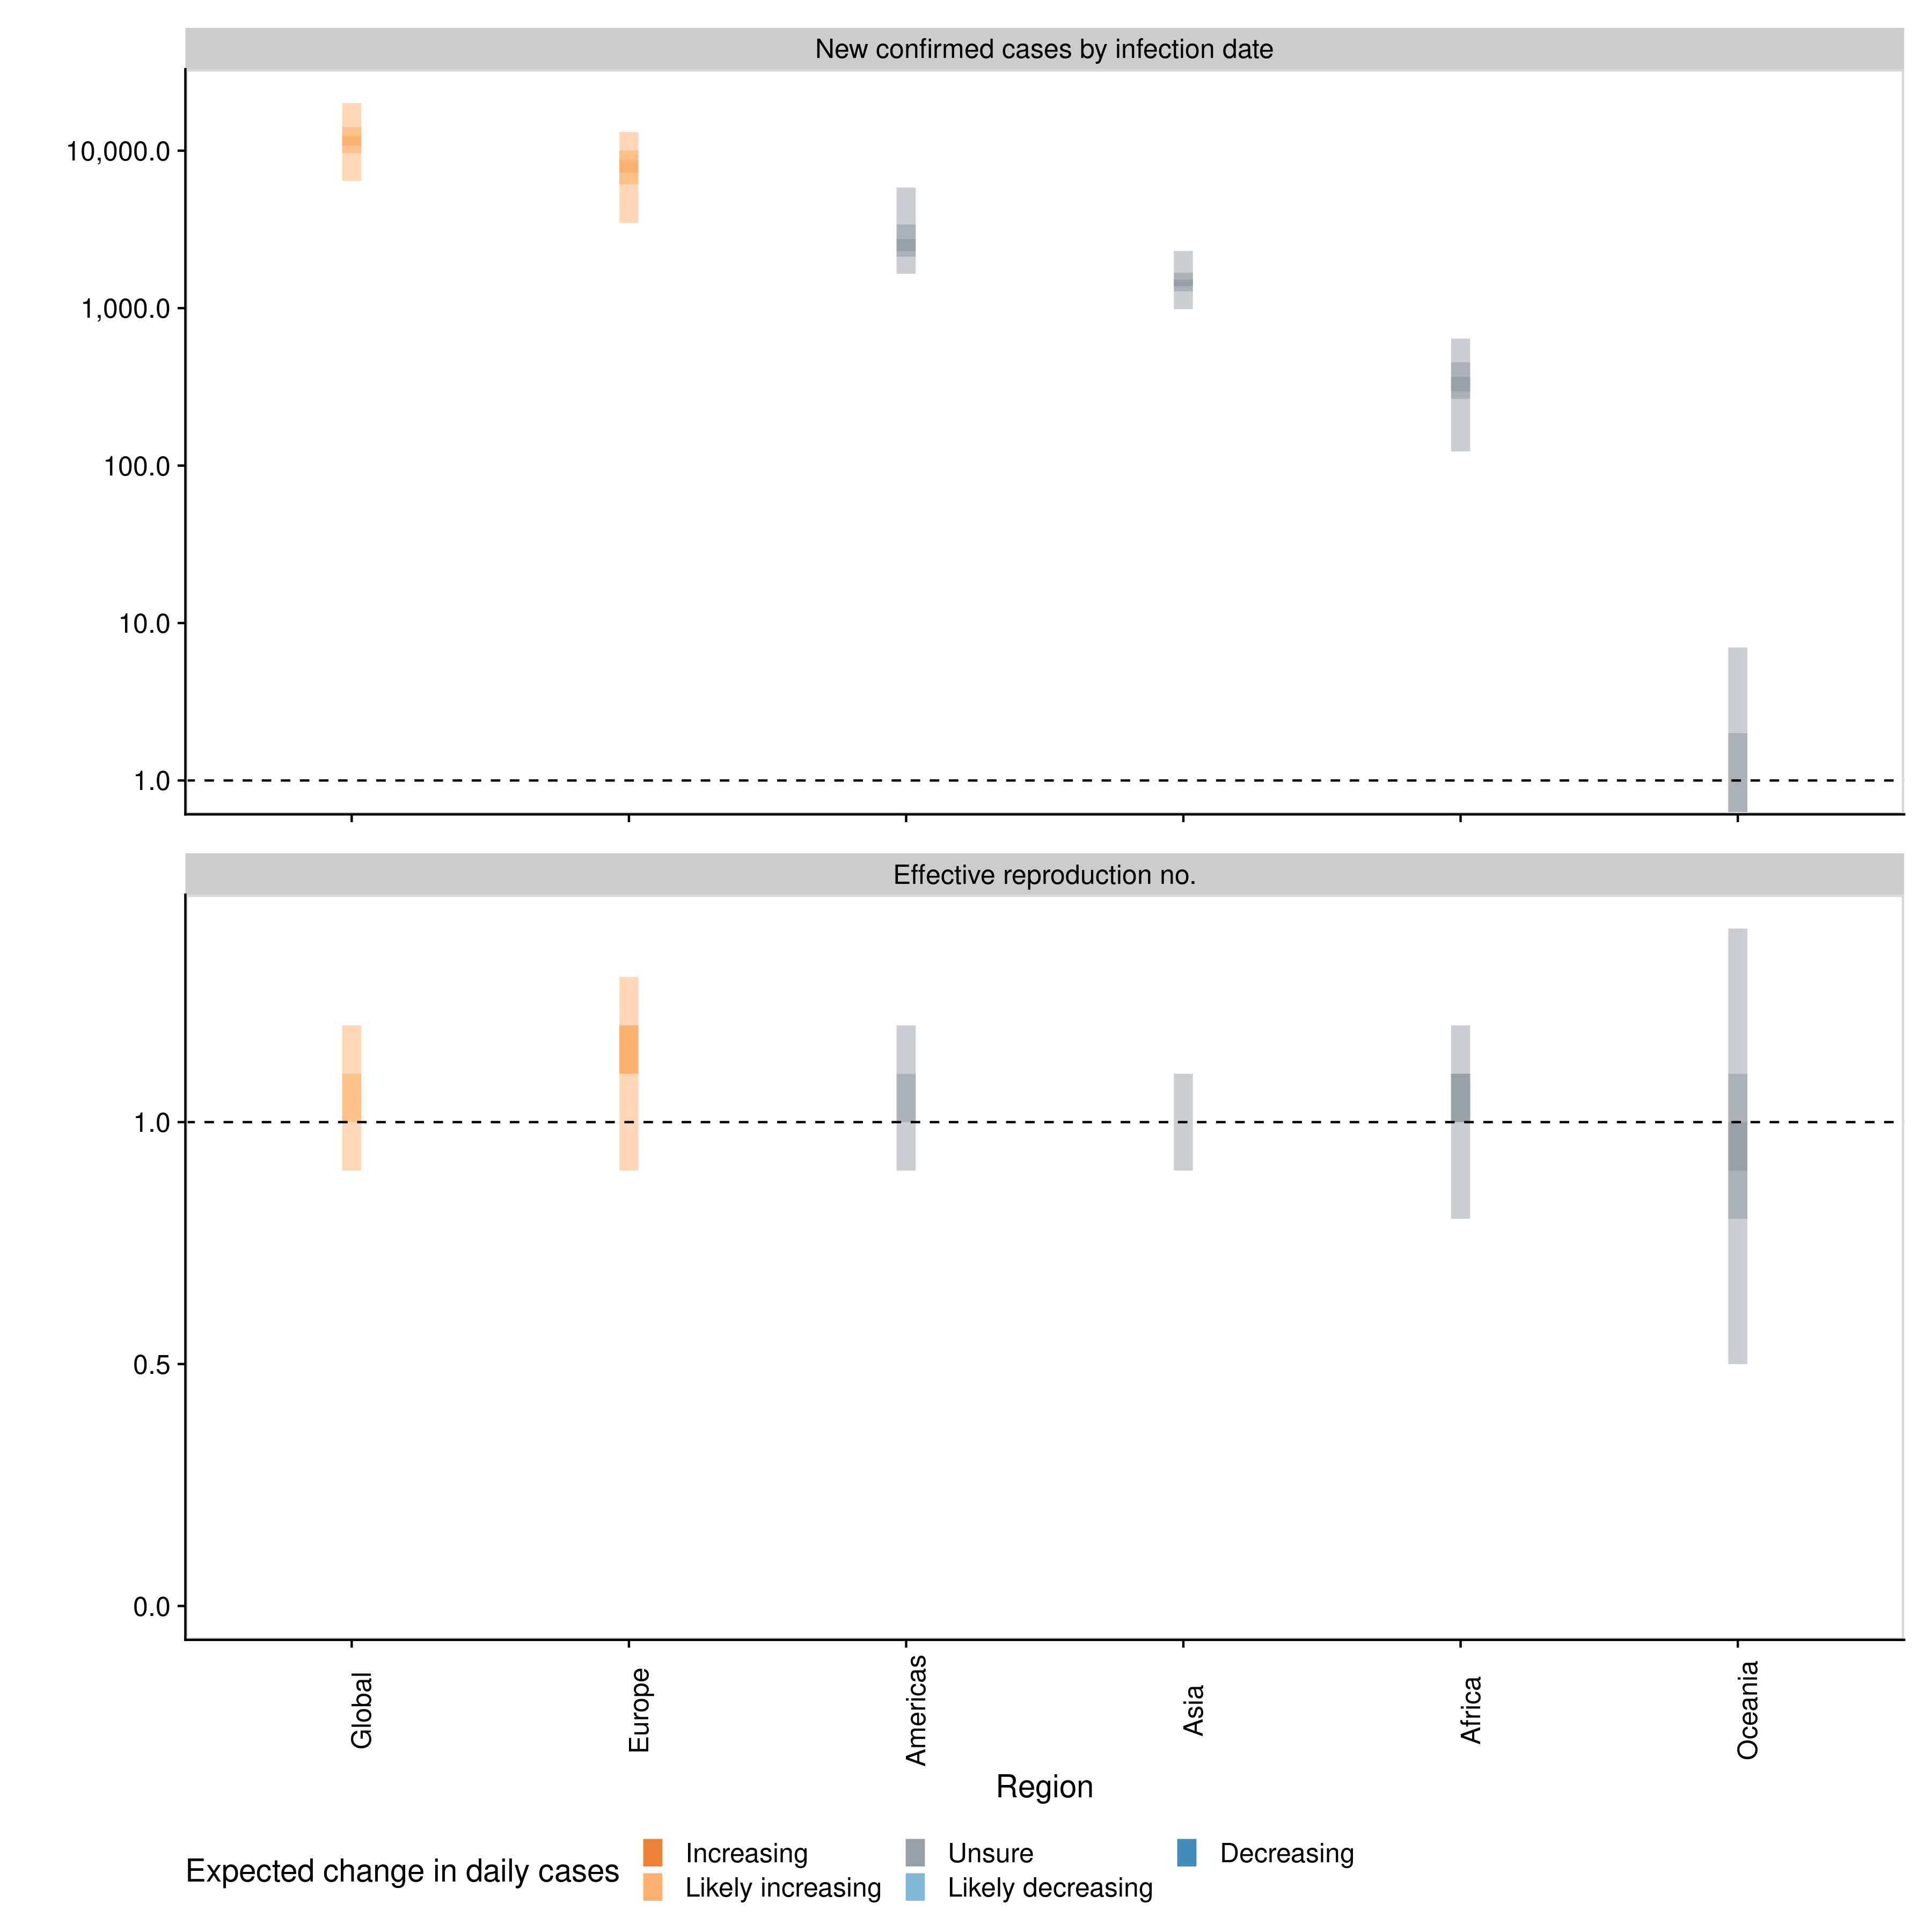 New confirmed cases by infection date
10,000.0
1,000.0
100.0
10.0
1.0
Effective reproduction no.
1.0
0.5
0.0
Global
Europe
Americas
Asia
Africa
Oceania
Region
Expected change in daily cases
Increasing
Likely increasing
Unsure
Likely decreasing
Decreasing